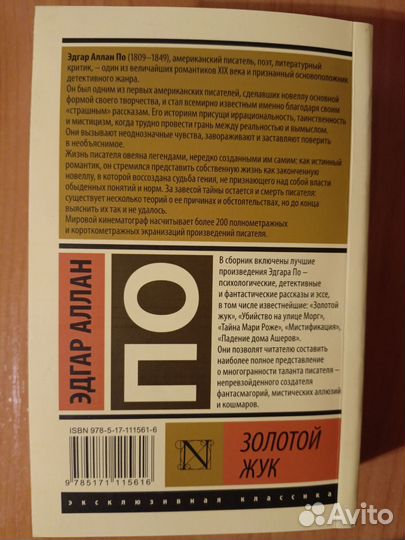 Эдгар Аллан По (1809–1849), американский писатель, поэт, литературный
критик, – один из величайших романтиков XIX века и признанный основоположник
детективного жанра.
Он был одним из первых американских писателей, сделавших новеллу основной
формой своего творчества, и стал всемирно известным именно благодаря своим
«страшным» рассказам. Его историям присущи иррациональность, таинственность
и мистицизм, когда трудно провести грань между реальностью и вымыслом.
Они вызывают неоднозначные чувства, завораживают и заставляют поверить
в необъяснимое.
Жизнь писателя овеяна легендами, нередко созданными им самим: как истинный
романтик, он стремился представить собственную жизнь как законченную
новеллу, в которой воссоздана судьба гения, не признающего над собой власти
обыденных понятий и норм. За завесой тайны остается и смерть писателя:
существует несколько теорий о ее причинах и обстоятельствах, но до конца
выяснить их так и не удалось.
Мировой кинематограф насчитывает более 200 полнометражных
и короткометражных экранизаций произведений писателя.
ЭДГАР АЛЛАН
ПО
В сборник включены лучшие
произведения Эдгара По –
психологические, детективные
и фантастические рассказы и эссе,
в том числе известнейшие: «Золотой
жук», «Убийство на улице Морг»,
«Тайна Мари Роже», «Мистификация»,
«Падение дома Ашеров».
Они позволят читателю составить
наиболее полное представление
о многогранности таланта писателя –
непревзойденного создателя
фантасмагорий, мистических аллюзий
и кошмаров.
ISBN 978-5-17-111561-6
9785171115616
N
ЗОЛОТОЙ
ЖУК
эксклюзивная классика
Avito